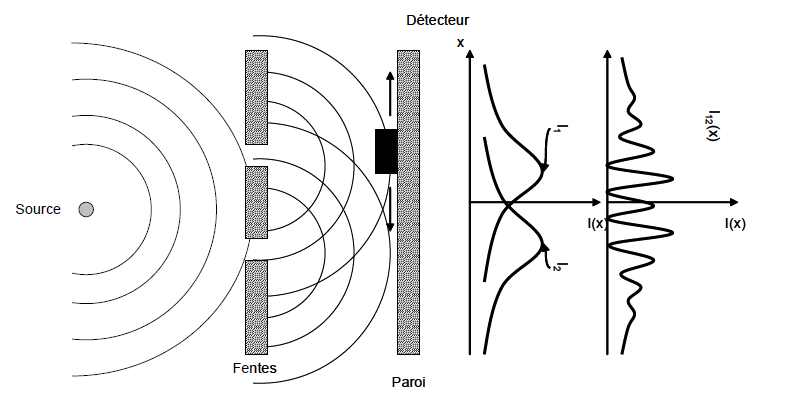 Détecteur
x
I1
I12(x)
Source
I(x)
I(x)
I2
Fentes
Paroi